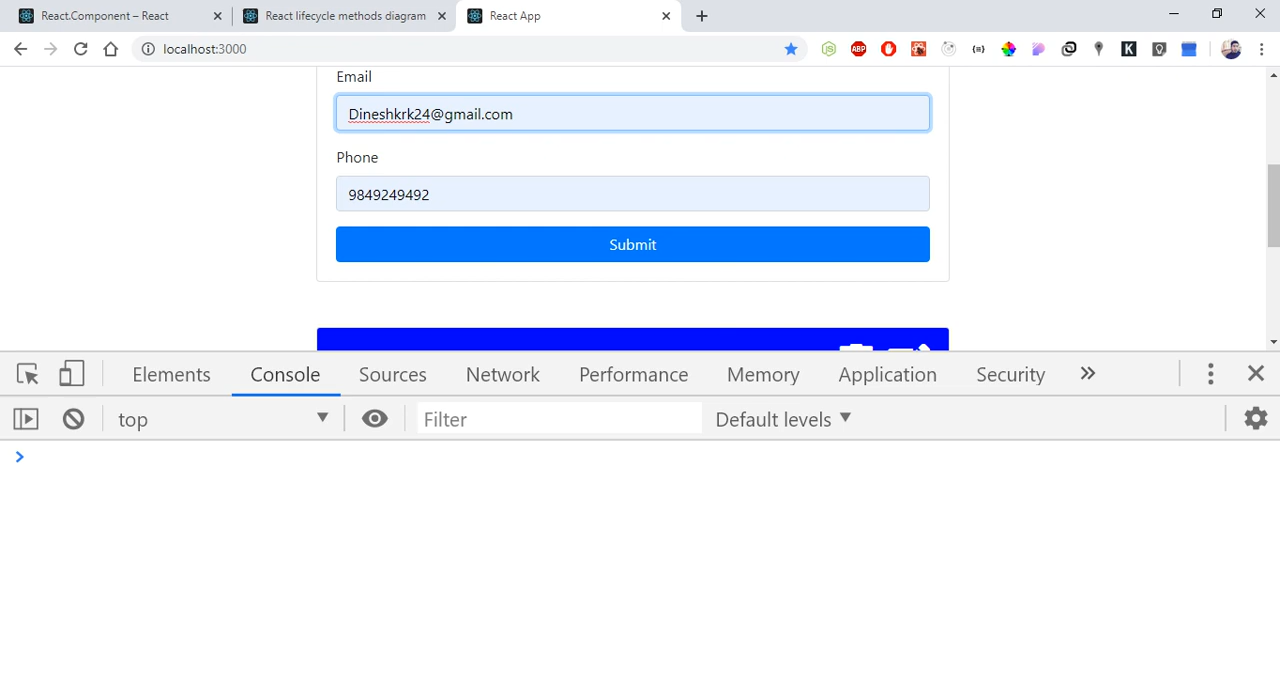 React.Component – React
React lifecycle methods diagram
React App
localhost:3000
Email
Dineshkrk24@gmail.com
Phone
9849249492
Submit
Elements
Console
Sources
Network
Performance
Memory
Application
Security
top
Filter
Default levels